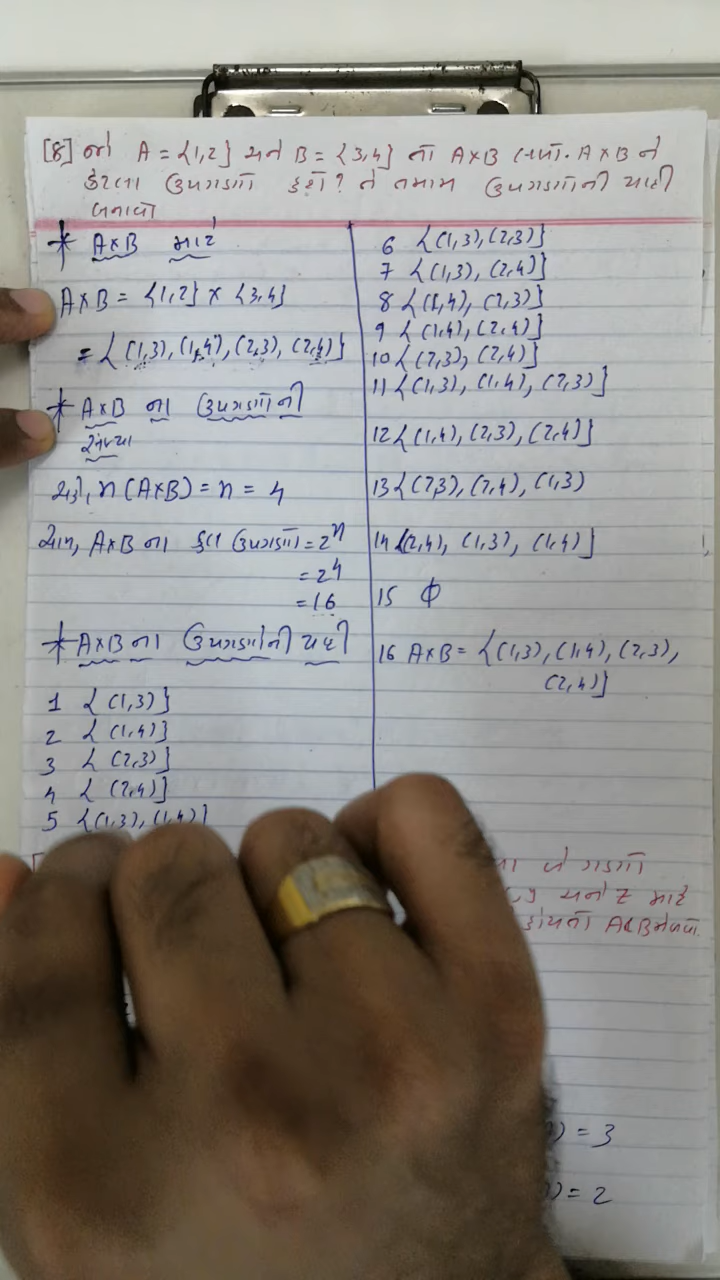 [8] જો A = {1,2} અને B = {3,4} તો A×B લખો. A×B ને
કેટલા ઉપગણો હશે? તે તમામ ઉપગણોની યાદી
બનાવો
* A×B માટે
A×B = {1,2} × {3,4}
= {(1,3), (1,4), (2,3), (2,4)}
* A×B ના ઉપગણોની
સંખ્યા
અહીં, n(A×B) = n = 4
આમ, A×B ના કુલ ઉપગણો = 2ⁿ
= 2⁴
= 16
* A×B ના ઉપગણોની યાદી
1 {(1,3)}
2 {(1,4)}
3 {(2,3)}
4 {(2,4)}
5 {(1,3), (1,4)}
6 {(1,3), (2,3)}
7 {(1,3), (2,4)}
8 {(1,4), (2,3)}
9 {(1,4), (2,4)}
10 {(2,3), (2,4)}
11 {(1,3), (1,4), (2,3)}
12 {(1,4), (2,3), (2,4)}
13 {(2,3), (2,4), (1,3)
14 {(2,4), (1,3), (1,4)}
15 ϕ
16 A×B = {(1,3), (1,4), (2,3),
(2,4)}
બે ગણો
y અને z માટે
A & B મેળવો
) = 3
) = 2